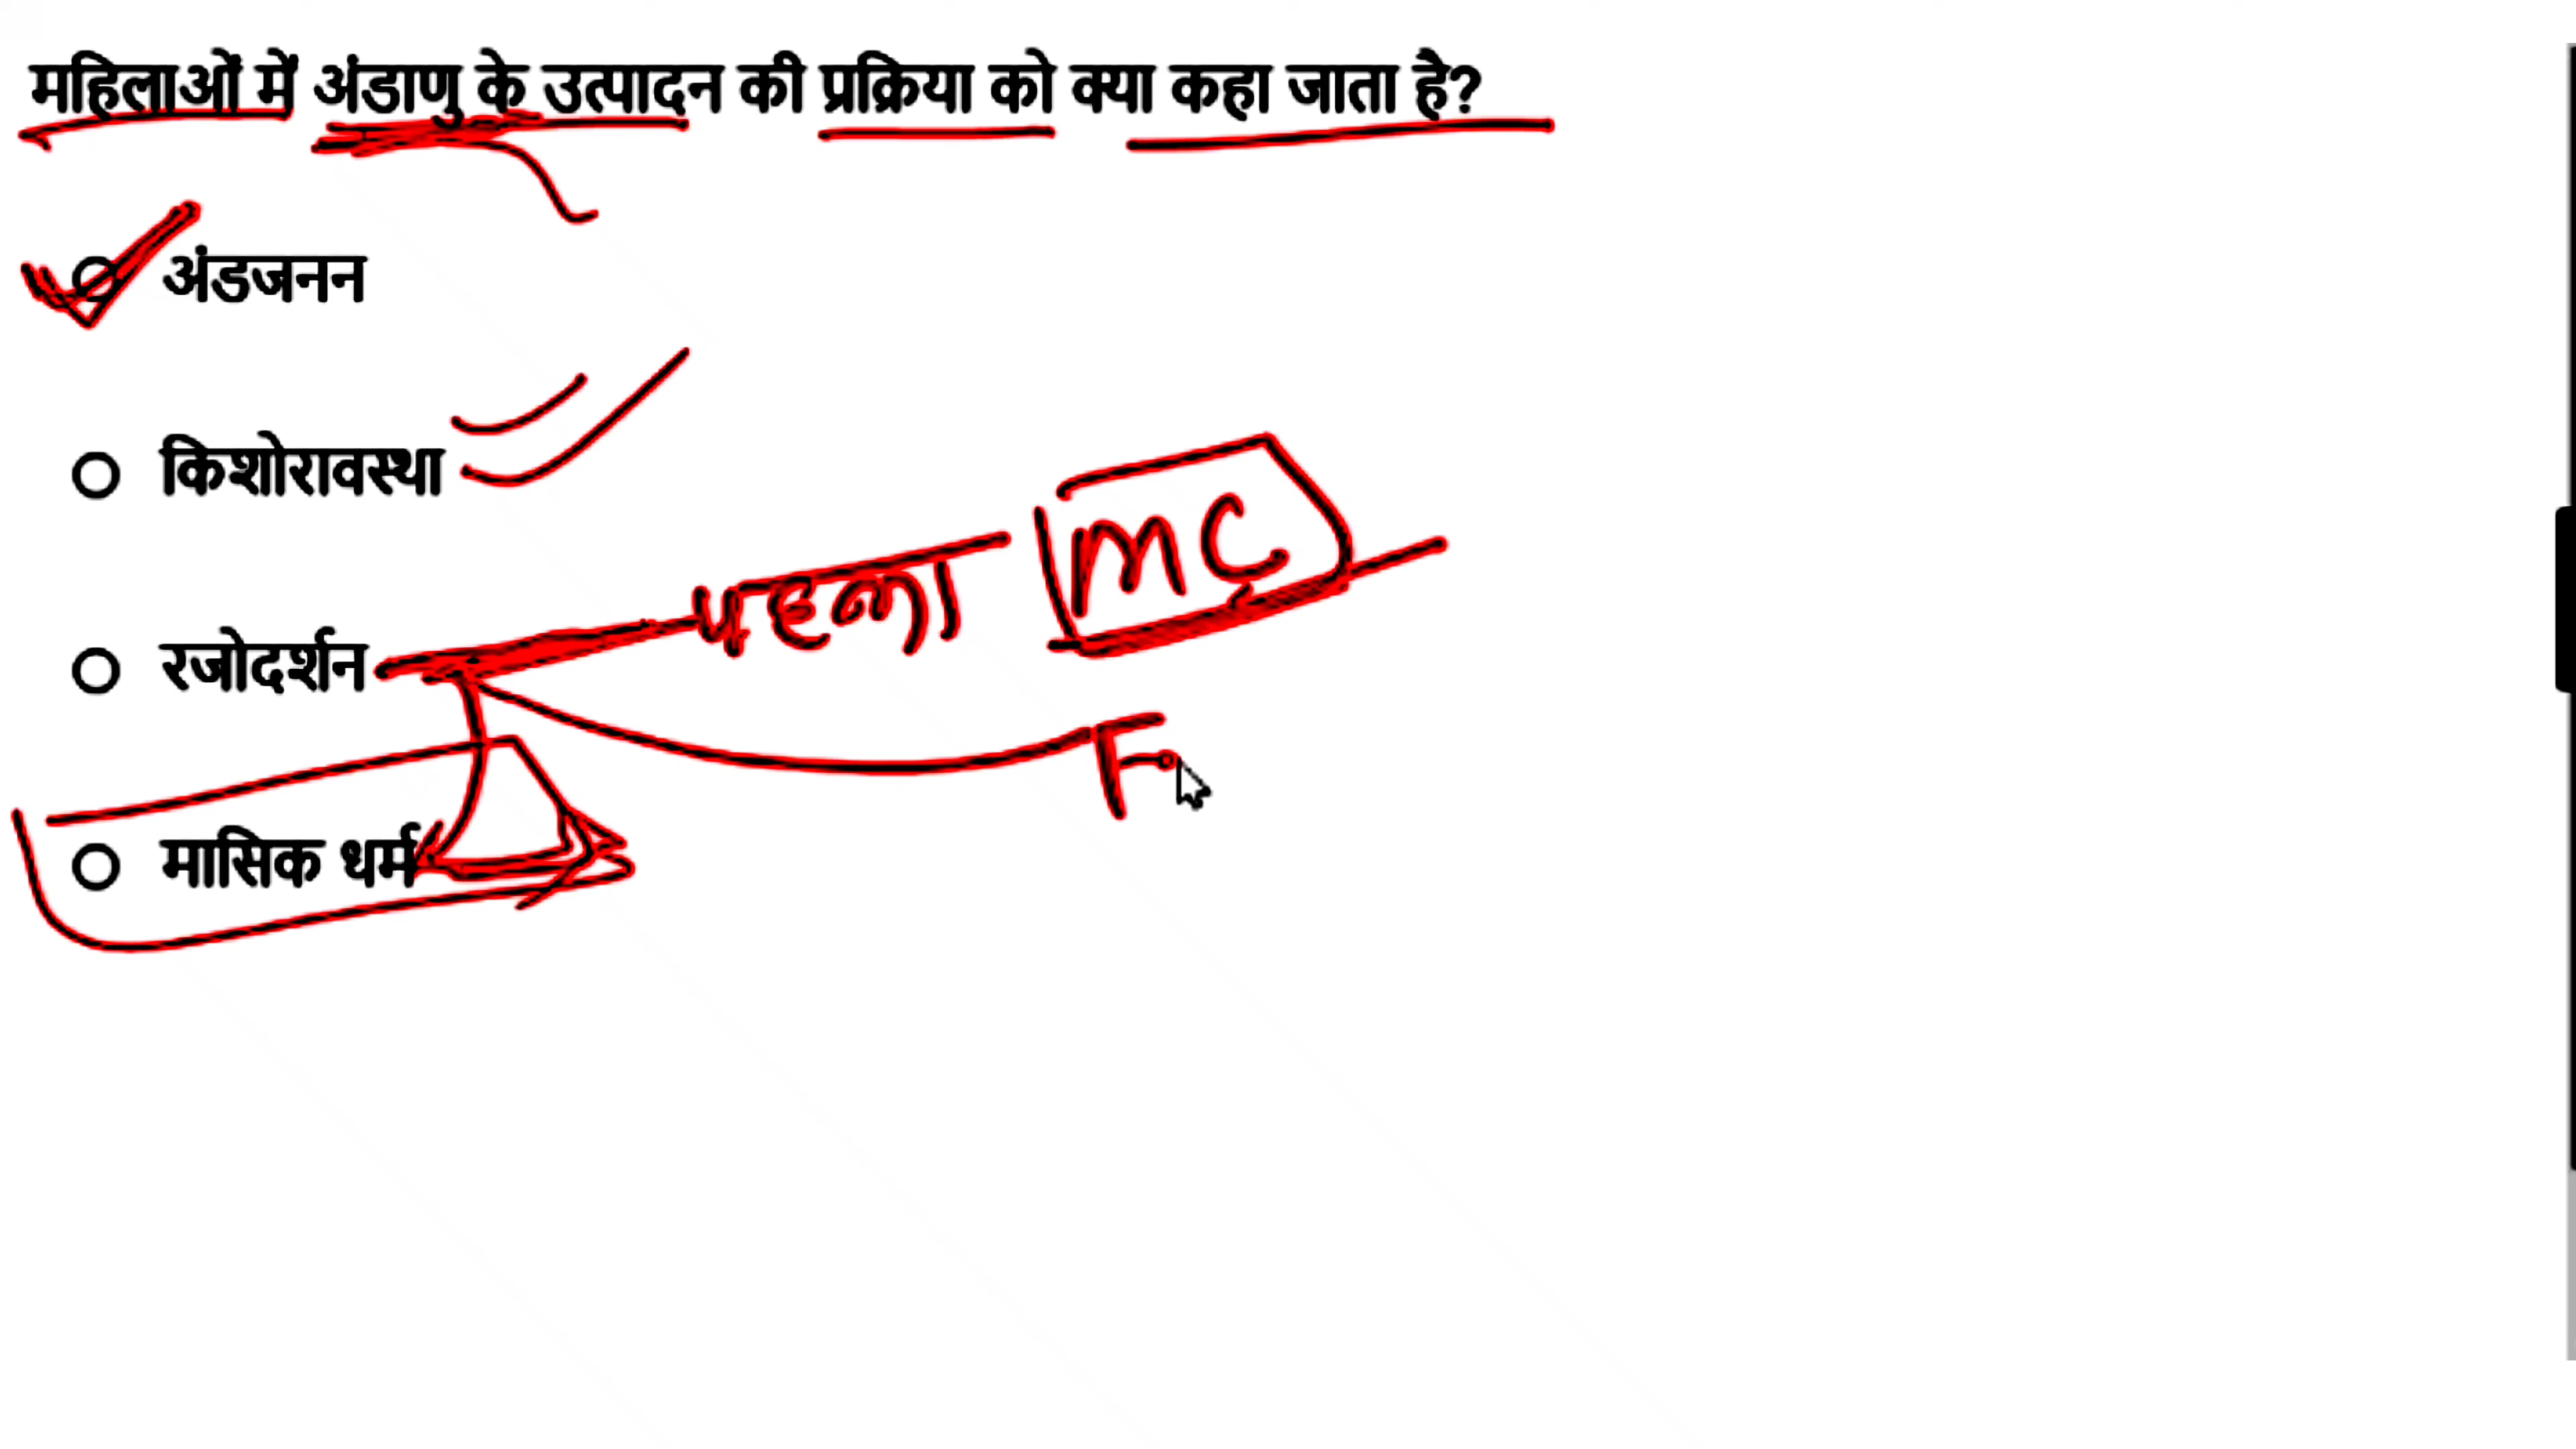 महिलाओं में अंडाणु के उत्पादन की प्रक्रिया को क्या कहा जाता है?
अंडजनन
किशोरावस्था
पहला MC
रजोदर्शन
F
मासिक धर्म